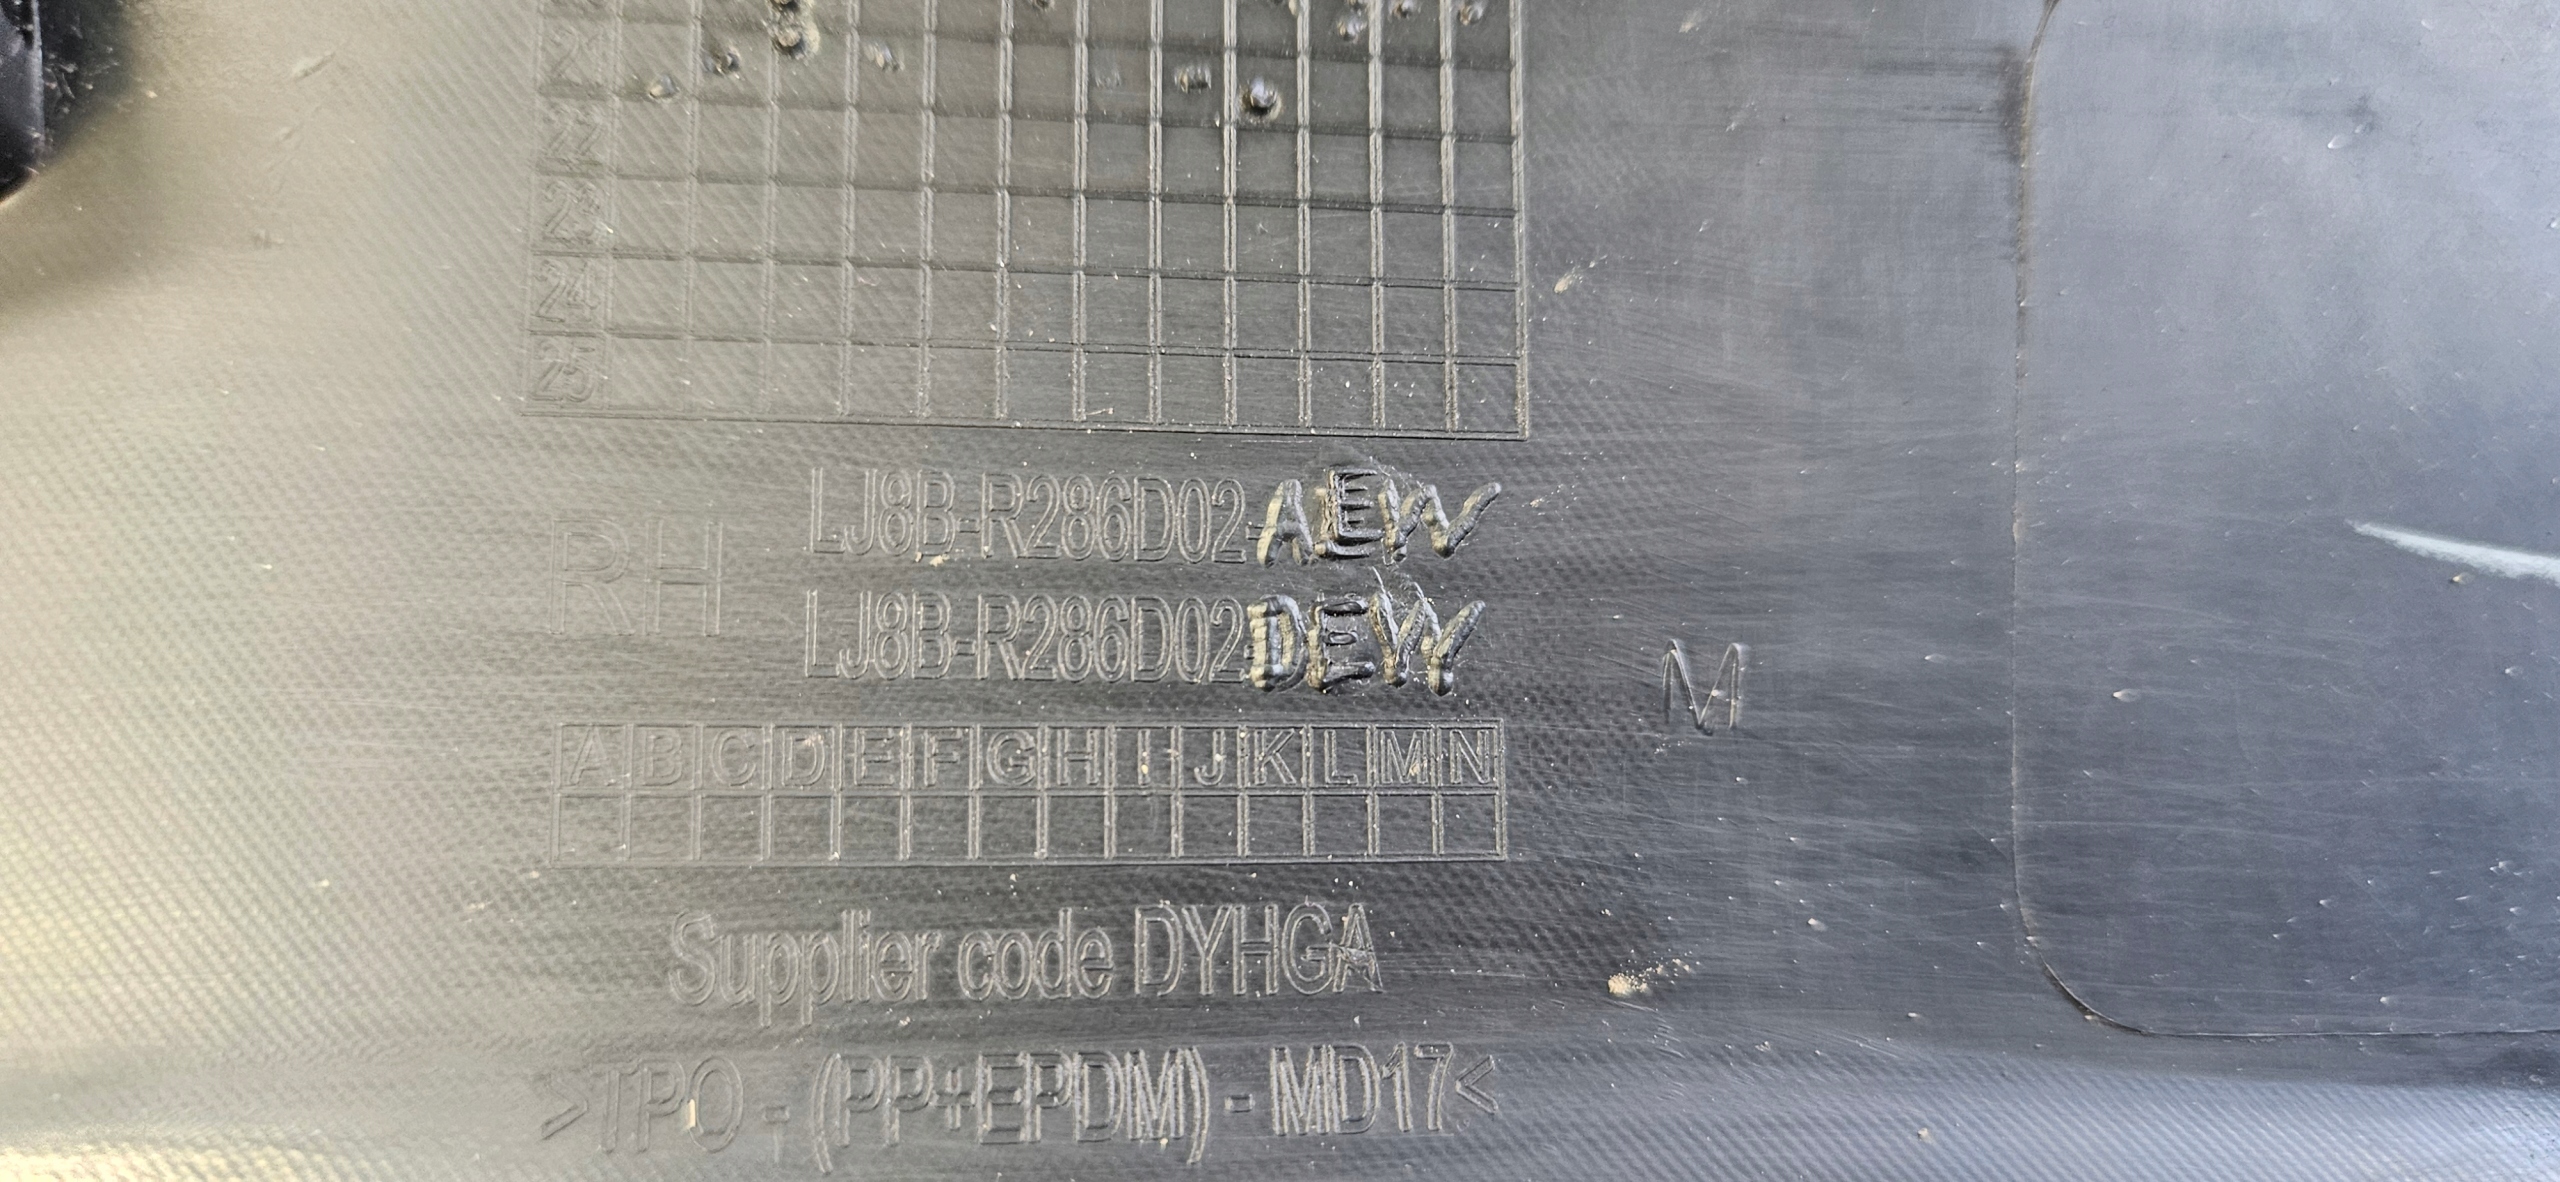 21
22
23
24
25
RH
LJ8B-R286D02-AEW
LJ8B-R286D02-DEW
M
A B C D E F G H I J K L M N
Supplier code DYHGA
>TPO - (PP+EPDM) - MD17<